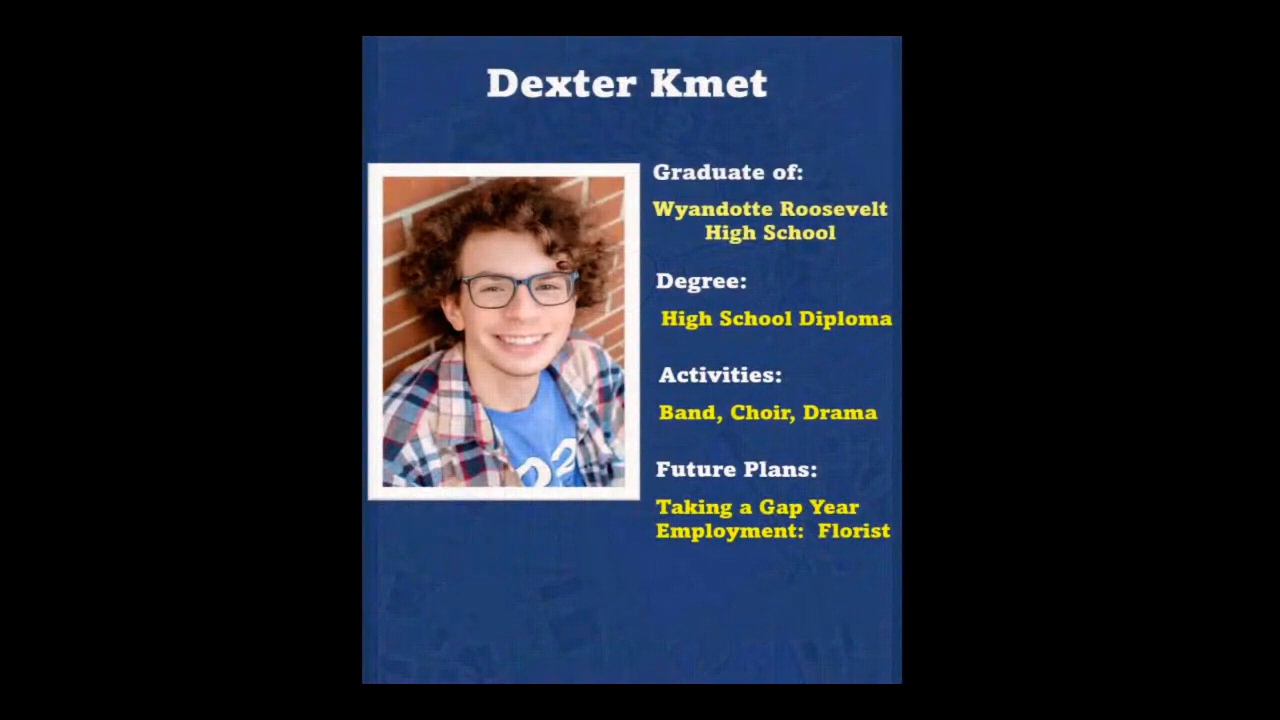 Dexter Kmet
Graduate of:
Wyandotte Roosevelt
High School
Degree:
High School Diploma
Activities:
Band, Choir, Drama
Future Plans:
Taking a Gap Year
Employment: Florist
22